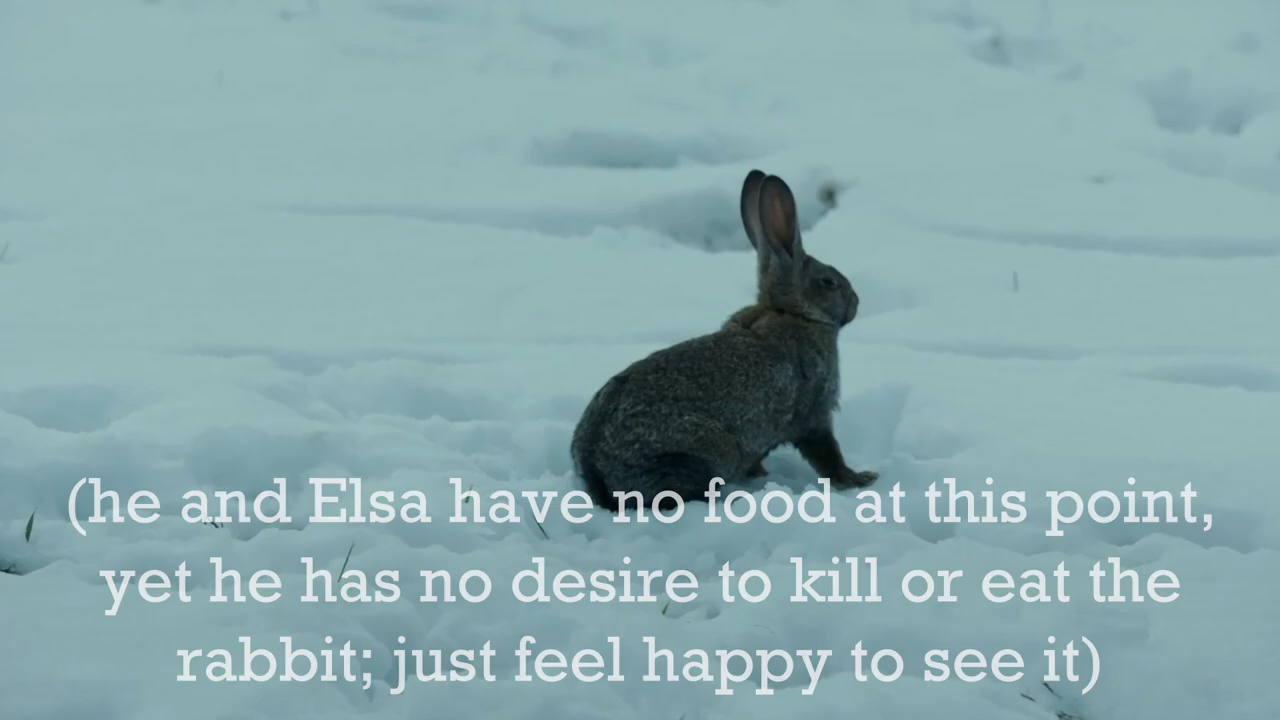 (he and Elsa have no food at this point,
yet he has no desire to kill or eat the
rabbit; just feel happy to see it)